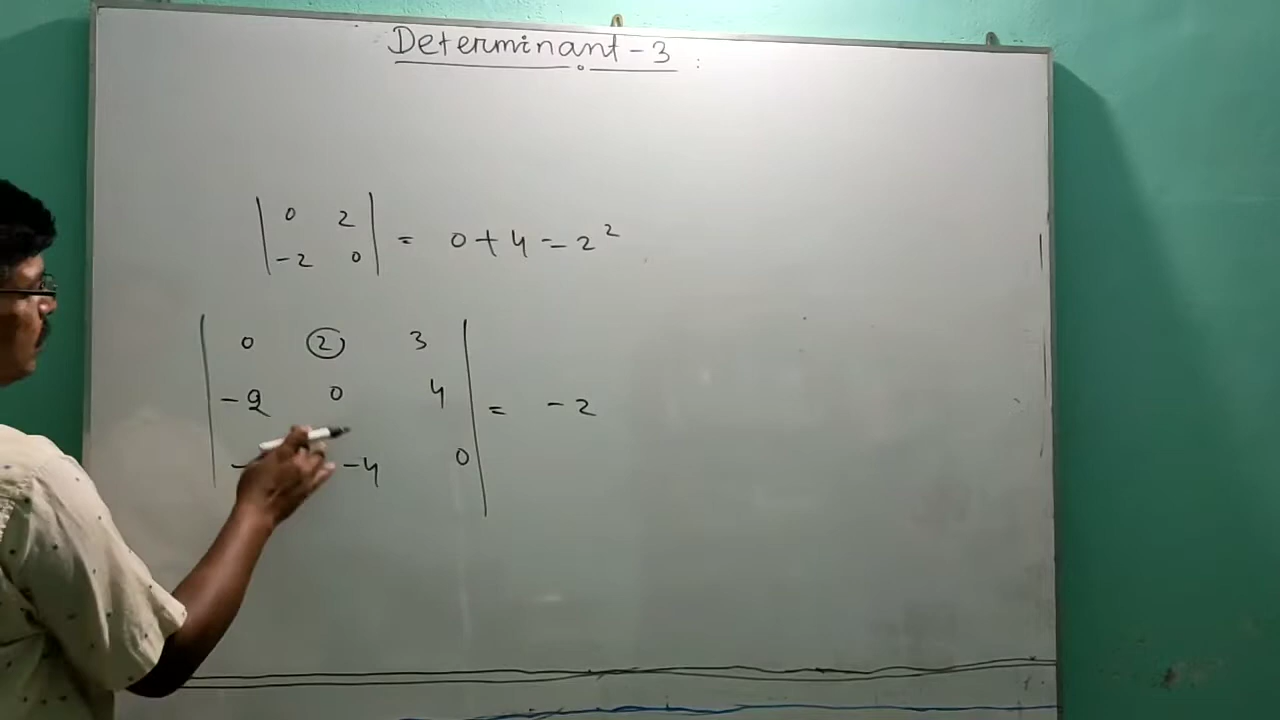 Determinant - 3 :
| 0 2 |
| -2 0 | = 0 + 4 = 2²
| 0 2 3 |
| -2 0 4 | = - 2
| - -4 0 |